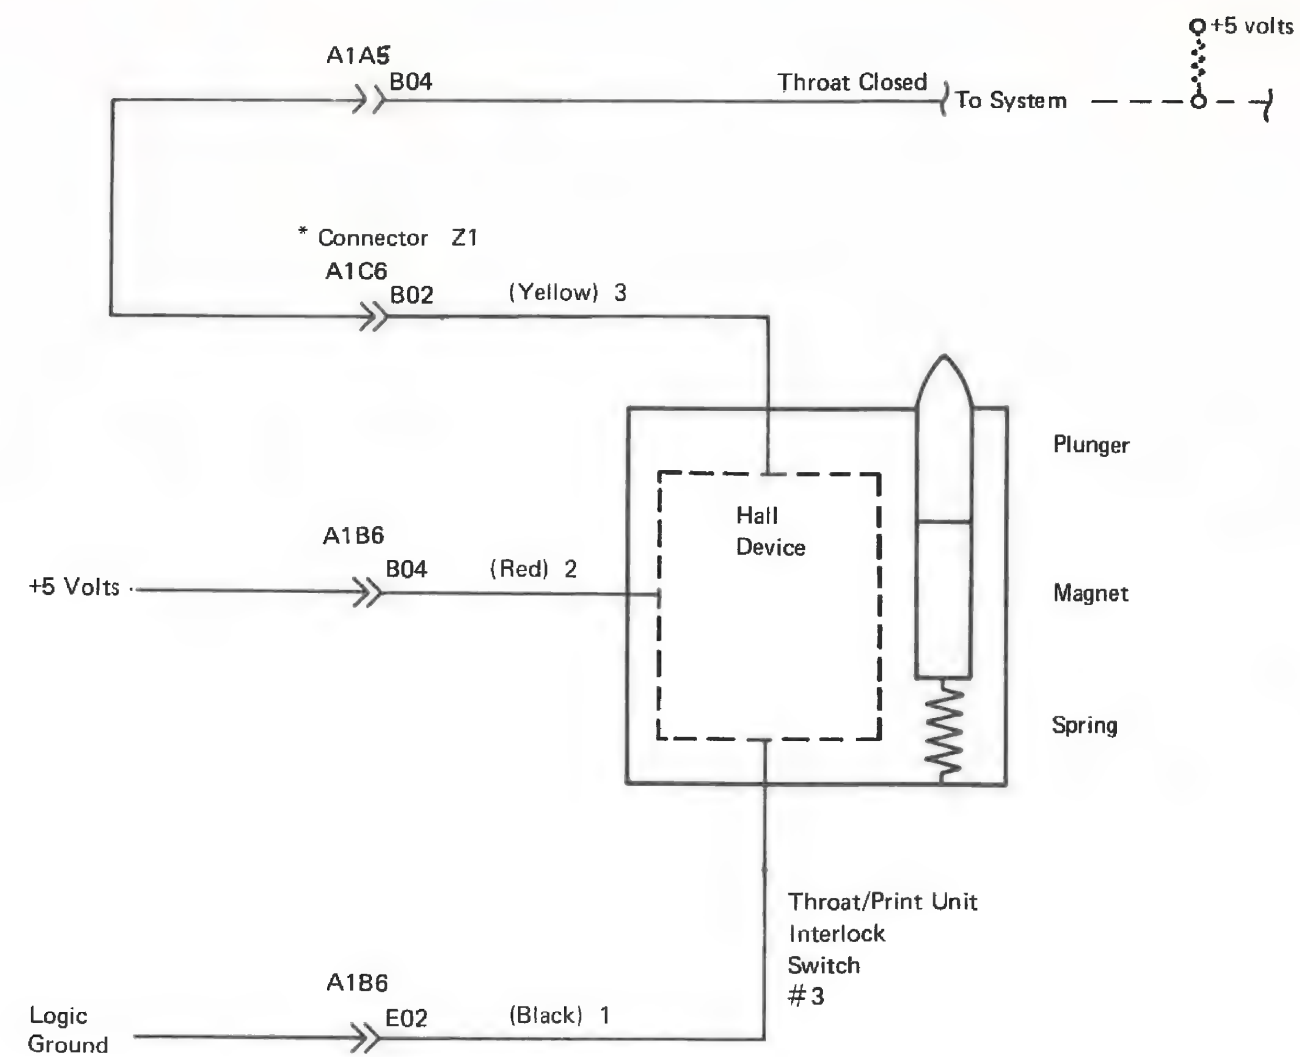 +5 volts
A1A5
B04
Throat Closed
To System
* Connector Z1
A1C6
B02
(Yellow) 3
Plunger
Hall
Device
A1B6
B04
(Red) 2
+5 Volts
Magnet
Spring
Throat/Print Unit
Interlock
Switch
#3
A1B6
E02
(Black) 1
Logic
Ground